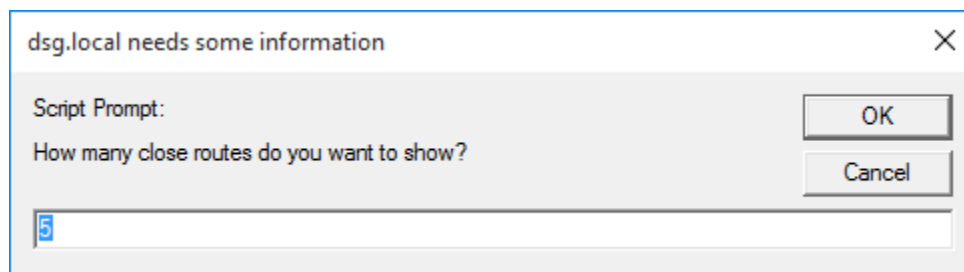 dsg.local needs some information
Script Prompt:
OK
How many close routes do you want to show?
Cancel
5